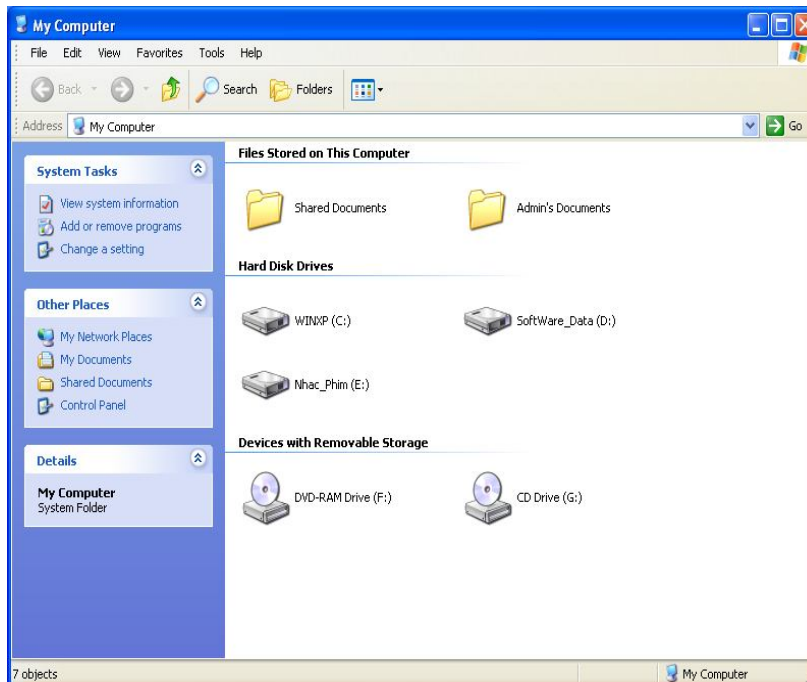 My Computer
File Edit View Favorites Tools Help
Back Search Folders
Address My Computer Go
System Tasks
View system information
Add or remove programs
Change a setting
Other Places
My Network Places
My Documents
Shared Documents
Control Panel
Details
My Computer
System Folder
Files Stored on This Computer
Shared Documents Admin's Documents
Hard Disk Drives
WINXP (C:) SoftWare_Data (D:)
Nhac_Phim (E:)
Devices with Removable Storage
DVD-RAM Drive (F:) CD Drive (G:)
7 objects My Computer